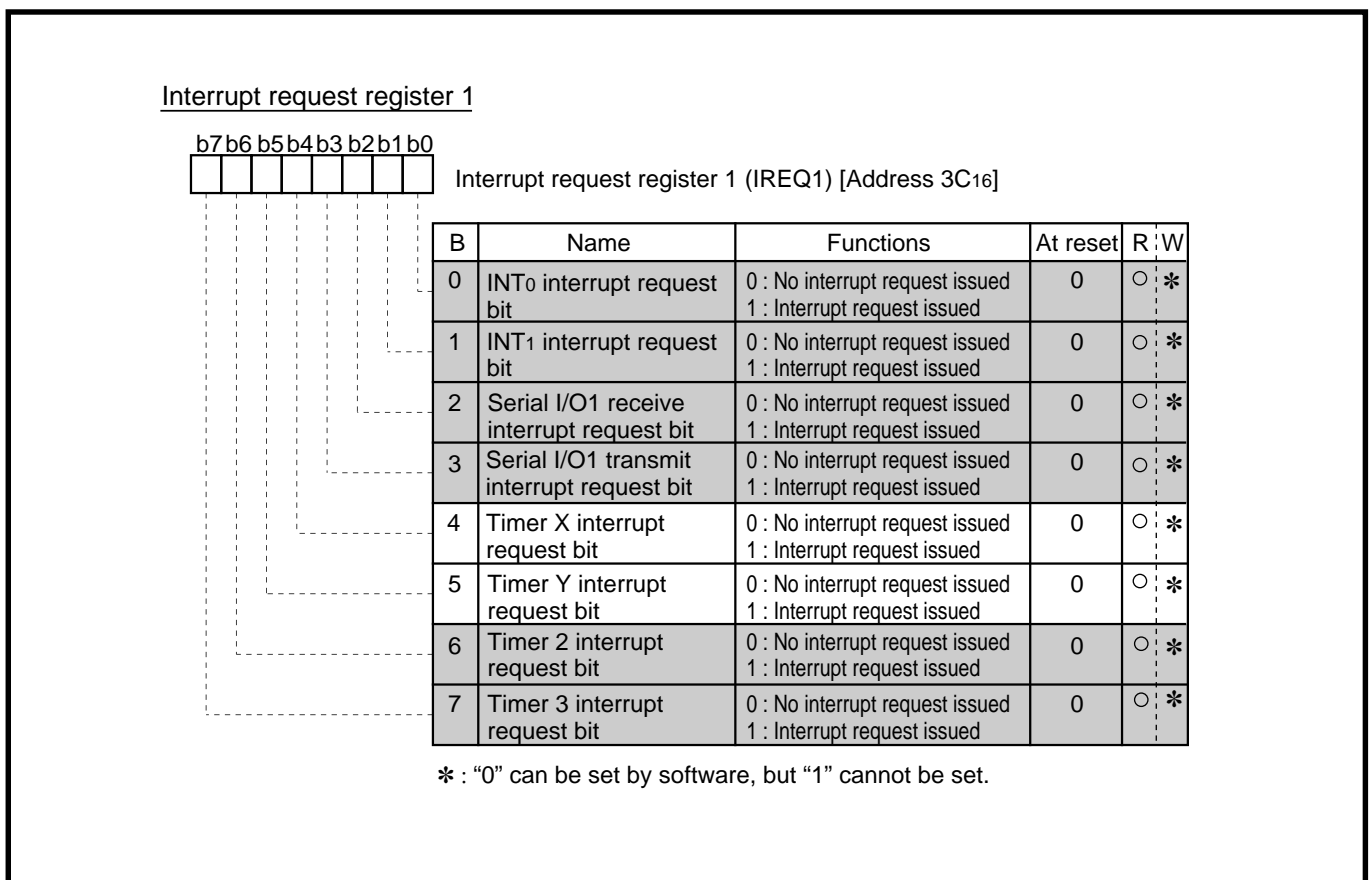 Interrupt request register 1
b7 b6 b5 b4 b3 b2 b1 b0
Interrupt request register 1 (IREQ1) [Address 3C16]
B Name Functions At reset R W
0 INT0 interrupt request bit 0 : No interrupt request issued 0 ○ ✻
1 : Interrupt request issued
1 INT1 interrupt request bit 0 : No interrupt request issued 0 ○ ✻
1 : Interrupt request issued
2 Serial I/O1 receive interrupt request bit 0 : No interrupt request issued 0 ○ ✻
1 : Interrupt request issued
3 Serial I/O1 transmit interrupt request bit 0 : No interrupt request issued 0 ○ ✻
1 : Interrupt request issued
4 Timer X interrupt request bit 0 : No interrupt request issued 0 ○ ✻
1 : Interrupt request issued
5 Timer Y interrupt request bit 0 : No interrupt request issued 0 ○ ✻
1 : Interrupt request issued
6 Timer 2 interrupt request bit 0 : No interrupt request issued 0 ○ ✻
1 : Interrupt request issued
7 Timer 3 interrupt request bit 0 : No interrupt request issued 0 ○ ✻
1 : Interrupt request issued
✻ : “0” can be set by software, but “1” cannot be set.